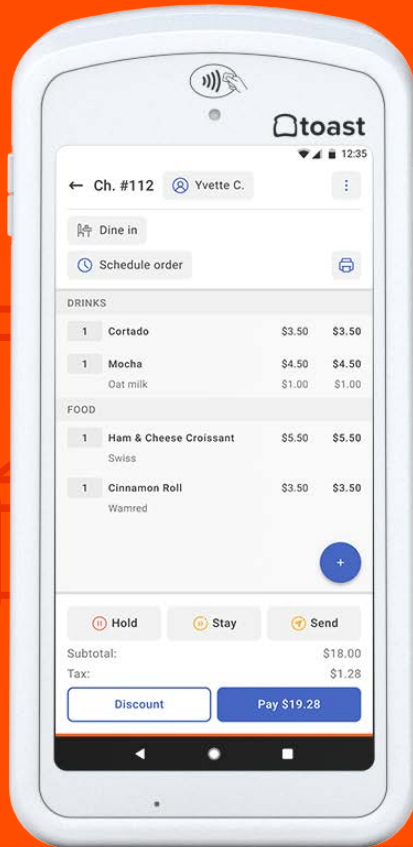 toast
12:35
Ch. #112 Yvette C.
Dine in
Schedule order
DRINKS
1 Cortado $3.50 $3.50
1 Mocha $4.50 $4.50
Oat milk $1.00 $1.00
FOOD
1 Ham & Cheese Croissant $5.50 $5.50
Swiss
1 Cinnamon Roll $3.50 $3.50
Wamred
+
Hold Stay Send
Subtotal: $18.00
Tax: $1.28
Discount Pay $19.28